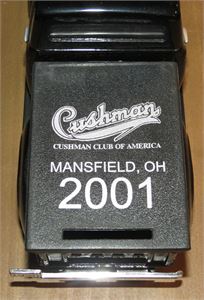 Cushman
CUSHMAN CLUB OF AMERICA
MANSFIELD, OH
2001